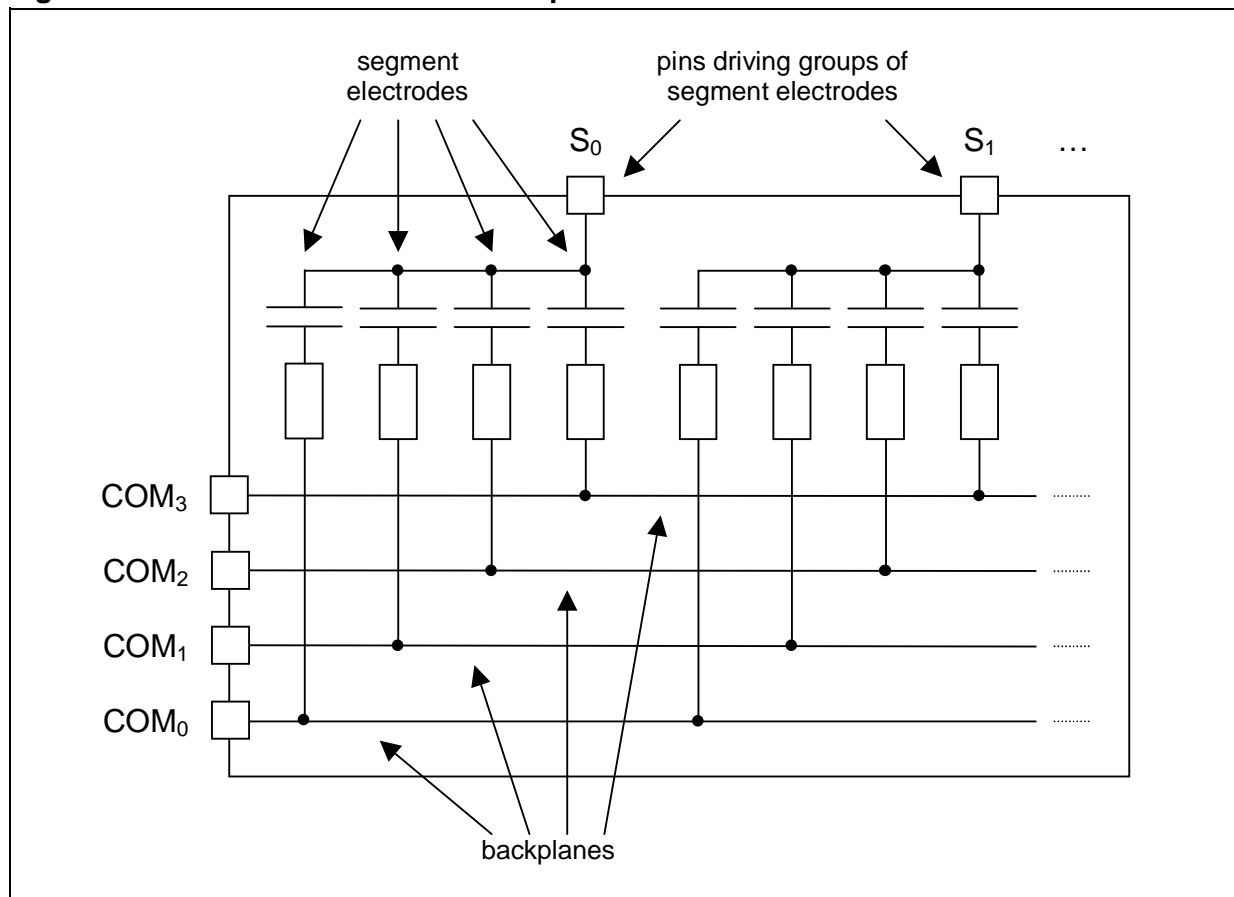 segment
electrodes
pins driving groups of
segment electrodes
S₀
S₁
...
COM₃
..........
COM₂
..........
COM₁
..........
COM₀
..........
backplanes